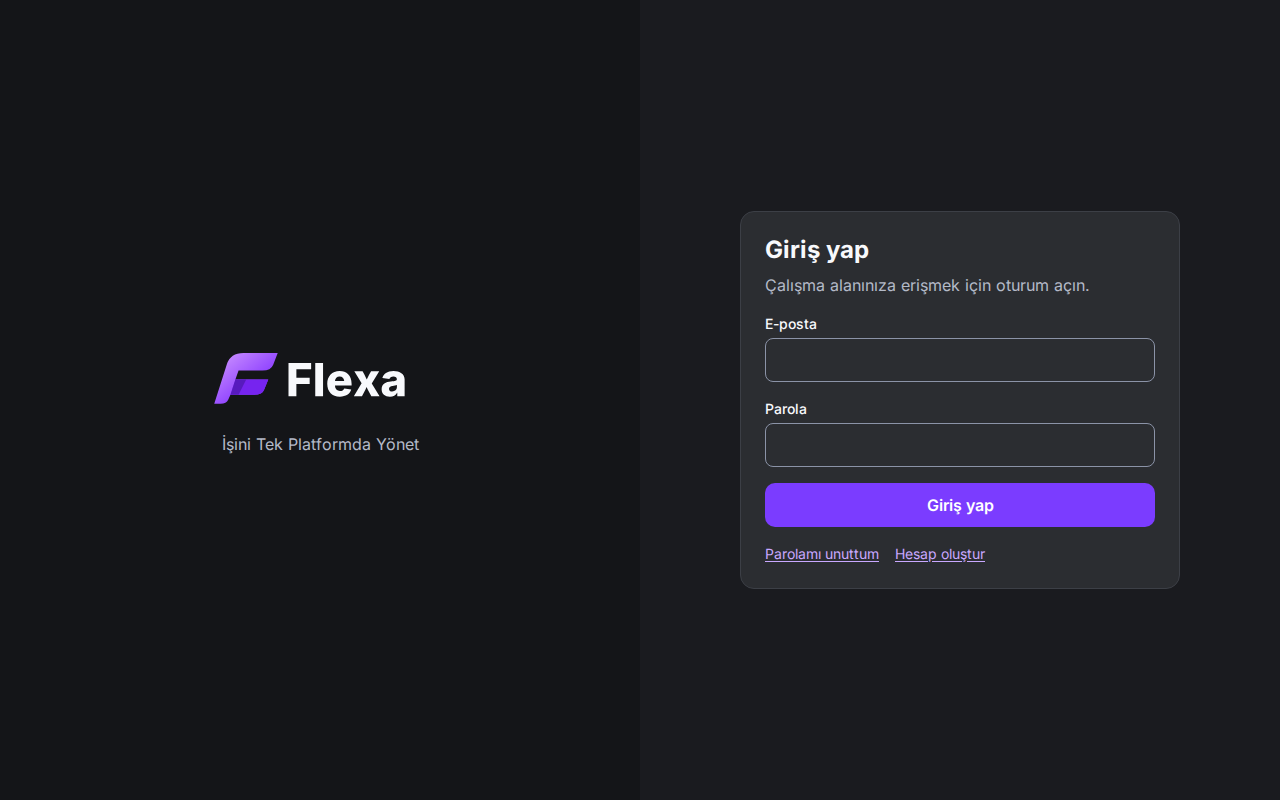 Flexa
İşini Tek Platformda Yönet
Giriş yap
Çalışma alanınıza erişmek için oturum açın.
E-posta
Parola
Giriş yap
Parolamı unuttum Hesap oluştur